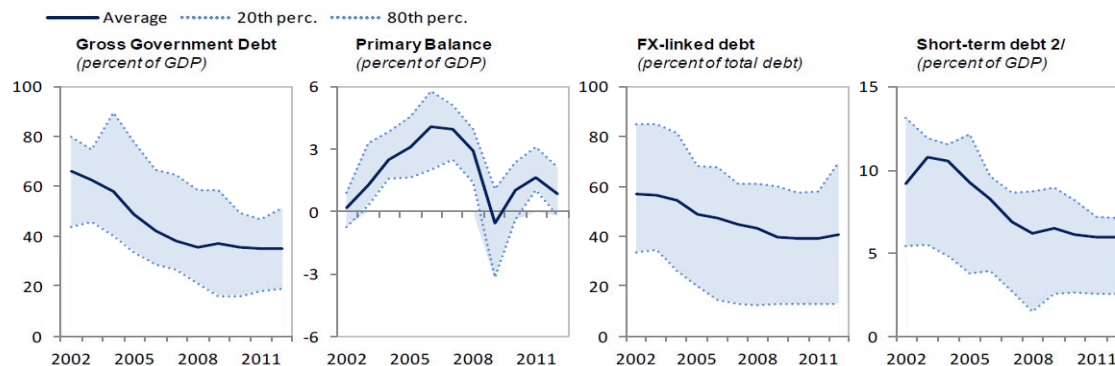 Average 20th perc. 80th perc.
Gross Government Debt
(percent of GDP)
100
80
60
40
20
0
2002 2005 2008 2011
Primary Balance
(percent of GDP)
6
3
0
-3
-6
2002 2005 2008 2011
FX-linked debt
(percent of total debt)
100
80
60
40
20
0
2002 2005 2008 2011
Short-term debt 2/
(percent of GDP)
15
10
5
0
2002 2005 2008 2011